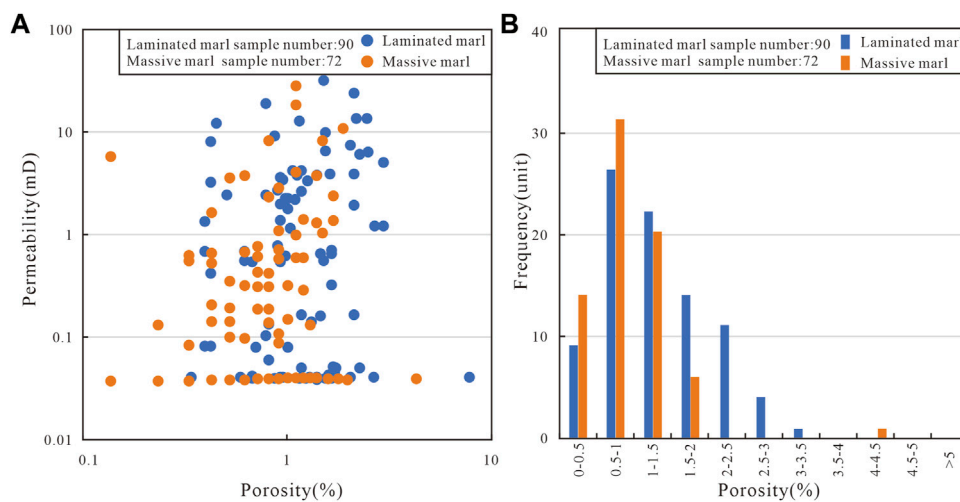 A
100
10
1
0.1
0.01
Permeability(mD)
Laminated marl sample number:90
Massive marl sample number:72
Laminated marl
Massive marl
0.1
1
10
Porosity(%)
B
40
30
20
10
0
Frequency(unit)
Laminated marl sample number:90
Massive marl sample number:72
Laminated marl
Massive marl
0-0.5
0.5-1
1-1.5
1.5-2
2-2.5
2.5-3
3-3.5
3.5-4
4-4.5
4.5-5
>5
Porosity(%)